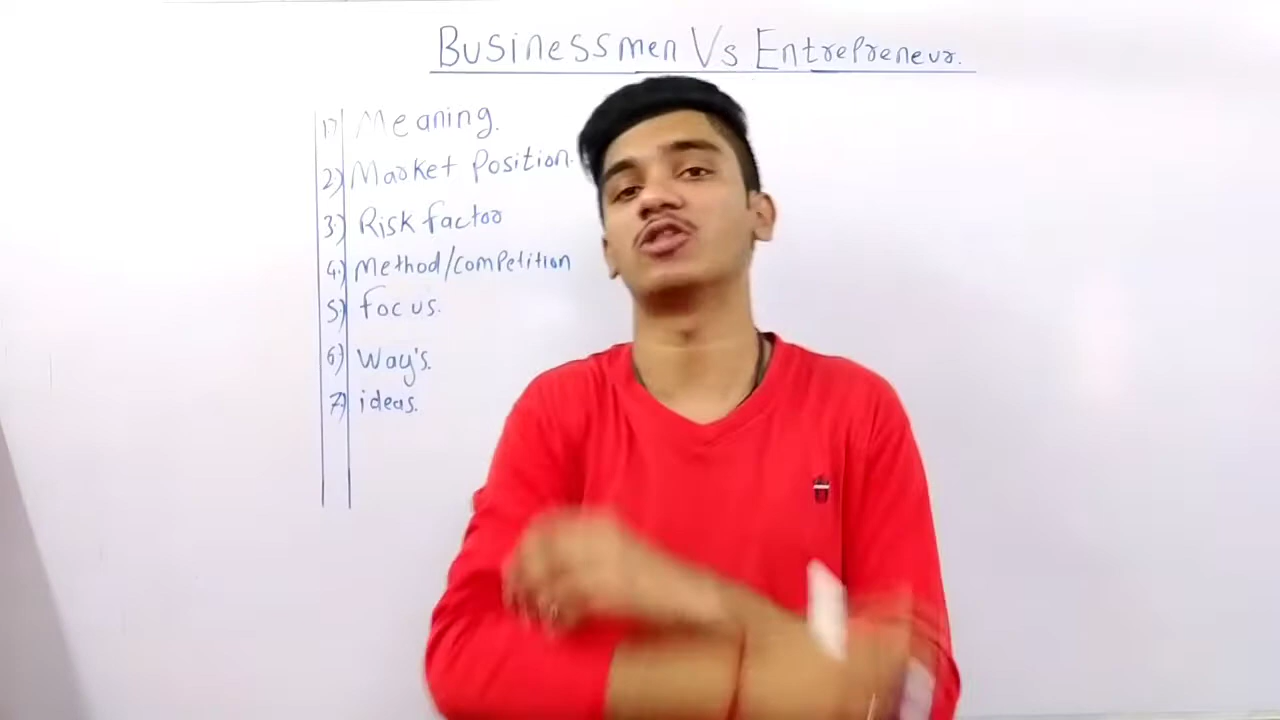 Businessmen Vs Entrepreneur.
1) Meaning.
2) Market Position.
3) Risk factor
4.) Method/competition
5) focus.
6) Way's.
7) ideas.